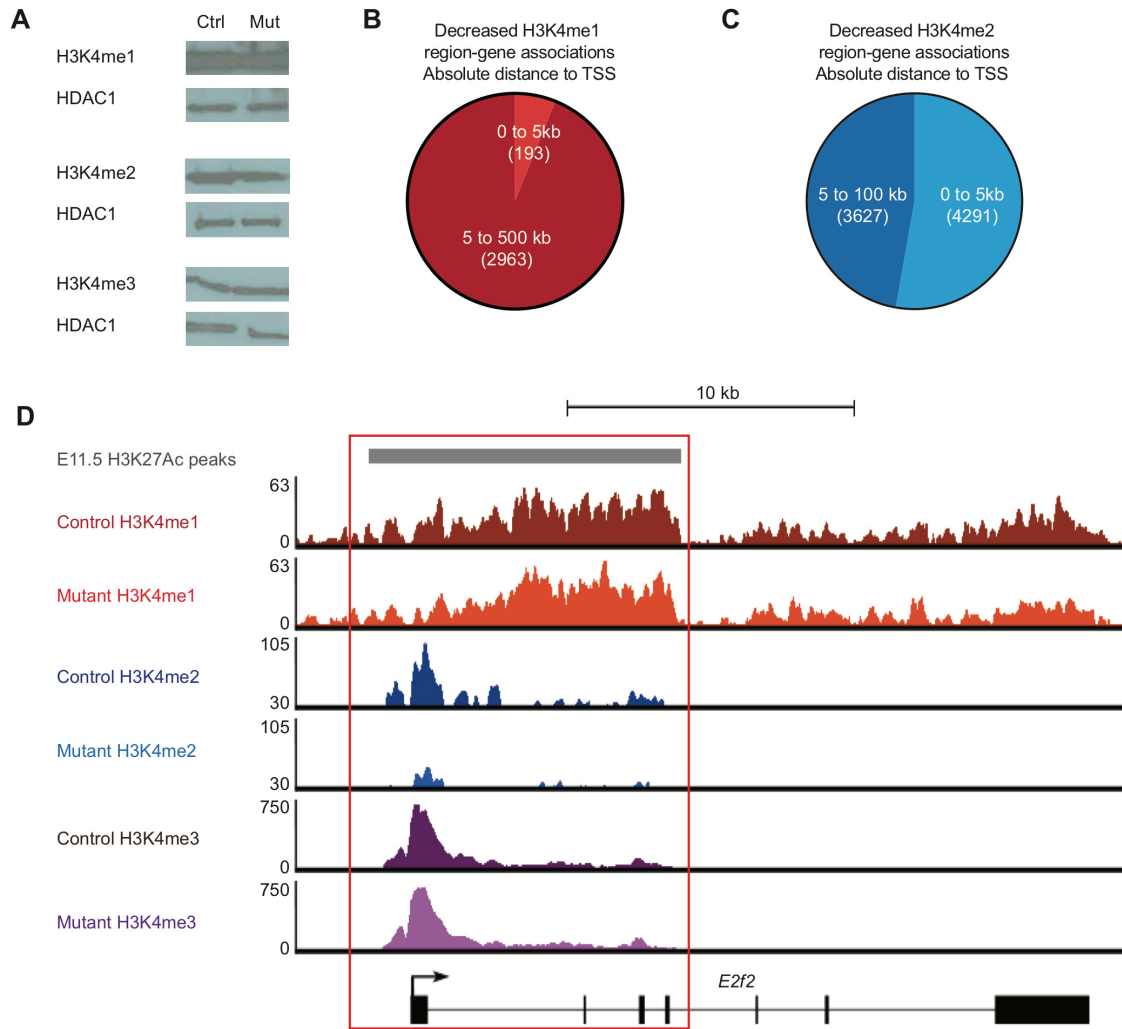 A
Ctrl Mut
H3K4me1
HDAC1
H3K4me2
HDAC1
H3K4me3
HDAC1
B
Decreased H3K4me1
region-gene associations
Absolute distance to TSS
0 to 5kb
(193)
5 to 500 kb
(2963)
C
Decreased H3K4me2
region-gene associations
Absolute distance to TSS
5 to 100 kb
(3627)
0 to 5kb
(4291)
D
10 kb
E11.5 H3K27Ac peaks
63
Control H3K4me1
0
63
Mutant H3K4me1
0
105
Control H3K4me2
30
105
Mutant H3K4me2
30
750
Control H3K4me3
0
750
Mutant H3K4me3
0
E2f2